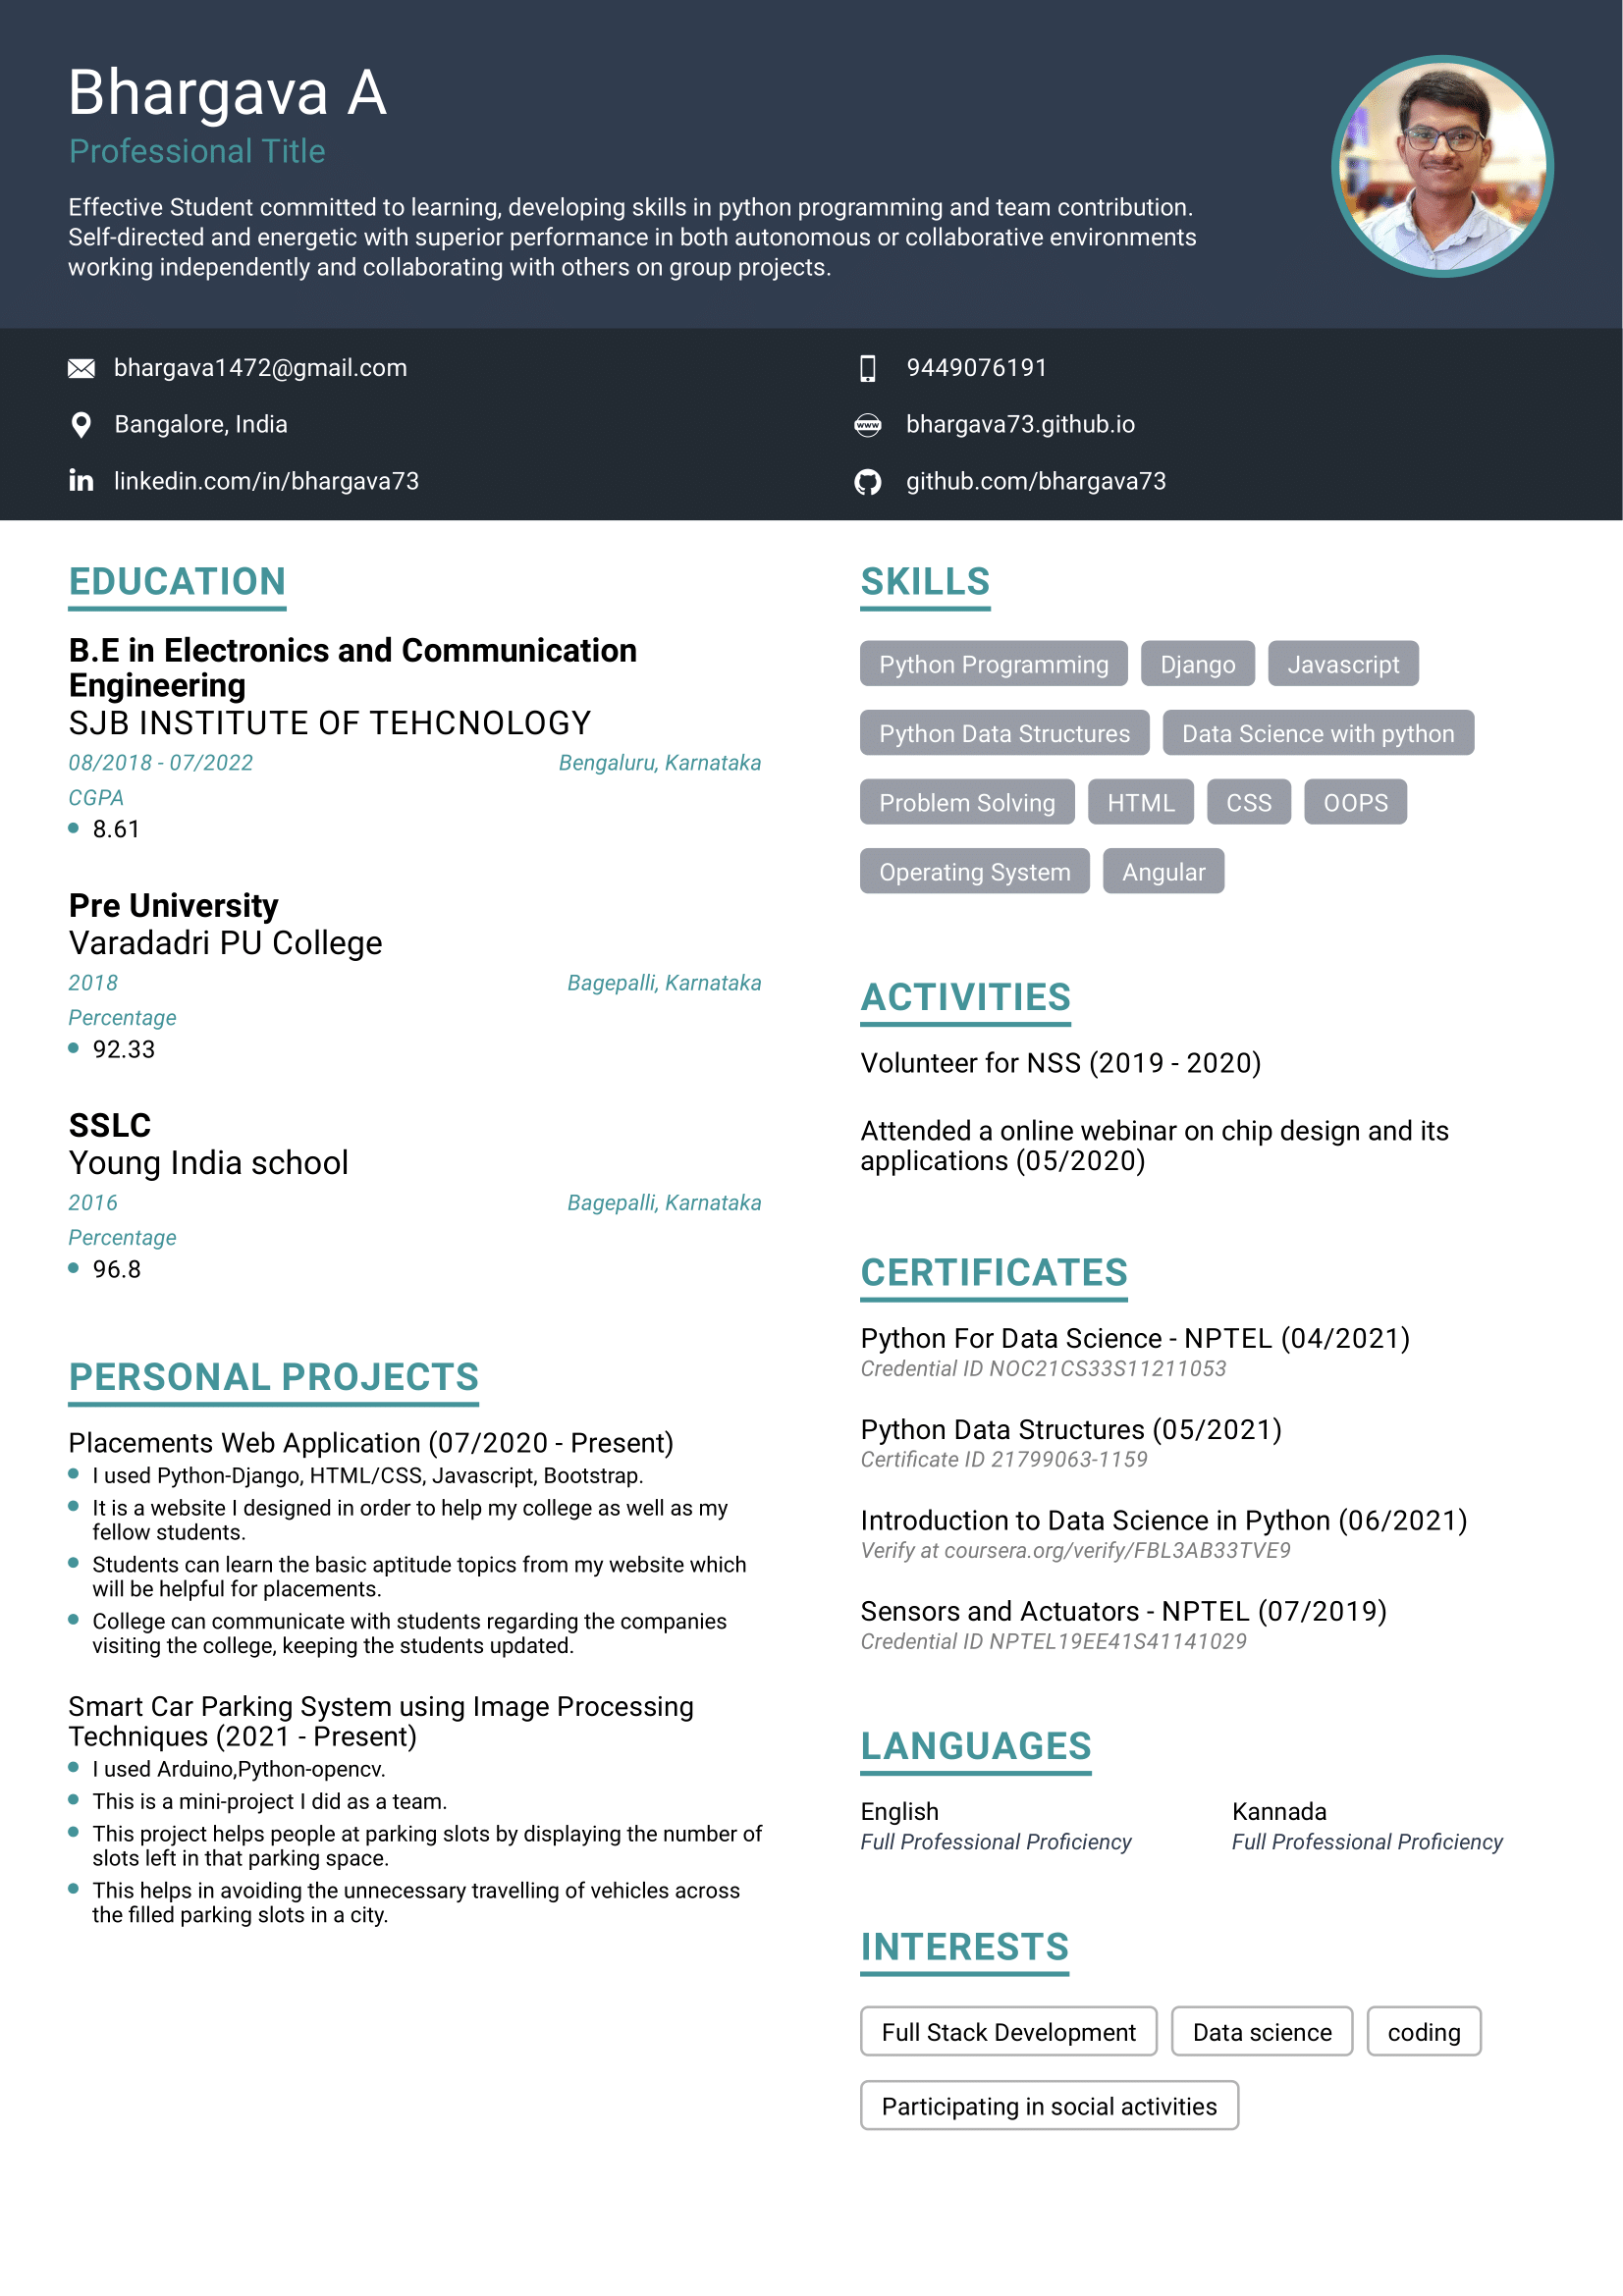 Bhargava A
Professional Title
Effective Student committed to learning, developing skills in python programming and team contribution.
Self-directed and energetic with superior performance in both autonomous or collaborative environments
working independently and collaborating with others on group projects.
bhargava1472@gmail.com
9449076191
Bangalore, India
www
bhargava73.github.io
in
linkedin.com/in/bhargava73
github.com/bhargava73
EDUCATION
B.E in Electronics and Communication
Engineering
SJB INSTITUTE OF TEHCNOLOGY
08/2018 - 07/2022
Bengaluru, Karnataka
CGPA
8.61
Pre University
Varadadri PU College
2018
Bagepalli, Karnataka
Percentage
92.33
SSLC
Young India school
2016
Bagepalli, Karnataka
Percentage
96.8
PERSONAL PROJECTS
Placements Web Application (07/2020 - Present)
I used Python-Django, HTML/CSS, Javascript, Bootstrap.
It is a website I designed in order to help my college as well as my
fellow students.
Students can learn the basic aptitude topics from my website which
will be helpful for placements.
College can communicate with students regarding the companies
visiting the college, keeping the students updated.
Smart Car Parking System using Image Processing
Techniques (2021 - Present)
I used Arduino,Python-opencv.
This is a mini-project I did as a team.
This project helps people at parking slots by displaying the number of
slots left in that parking space.
This helps in avoiding the unnecessary travelling of vehicles across
the filled parking slots in a city.
SKILLS
Python Programming
Django
Javascript
Python Data Structures
Data Science with python
Problem Solving
HTML
CSS
OOPS
Operating System
Angular
ACTIVITIES
Volunteer for NSS (2019 - 2020)
Attended a online webinar on chip design and its
applications (05/2020)
CERTIFICATES
Python For Data Science - NPTEL (04/2021)
Credential ID NOC21CS33S11211053
Python Data Structures (05/2021)
Certificate ID 21799063-1159
Introduction to Data Science in Python (06/2021)
Verify at coursera.org/verify/FBL3AB33TVE9
Sensors and Actuators - NPTEL (07/2019)
Credential ID NPTEL19EE41S41141029
LANGUAGES
English
Full Professional Proficiency
Kannada
Full Professional Proficiency
INTERESTS
Full Stack Development
Data science
coding
Participating in social activities